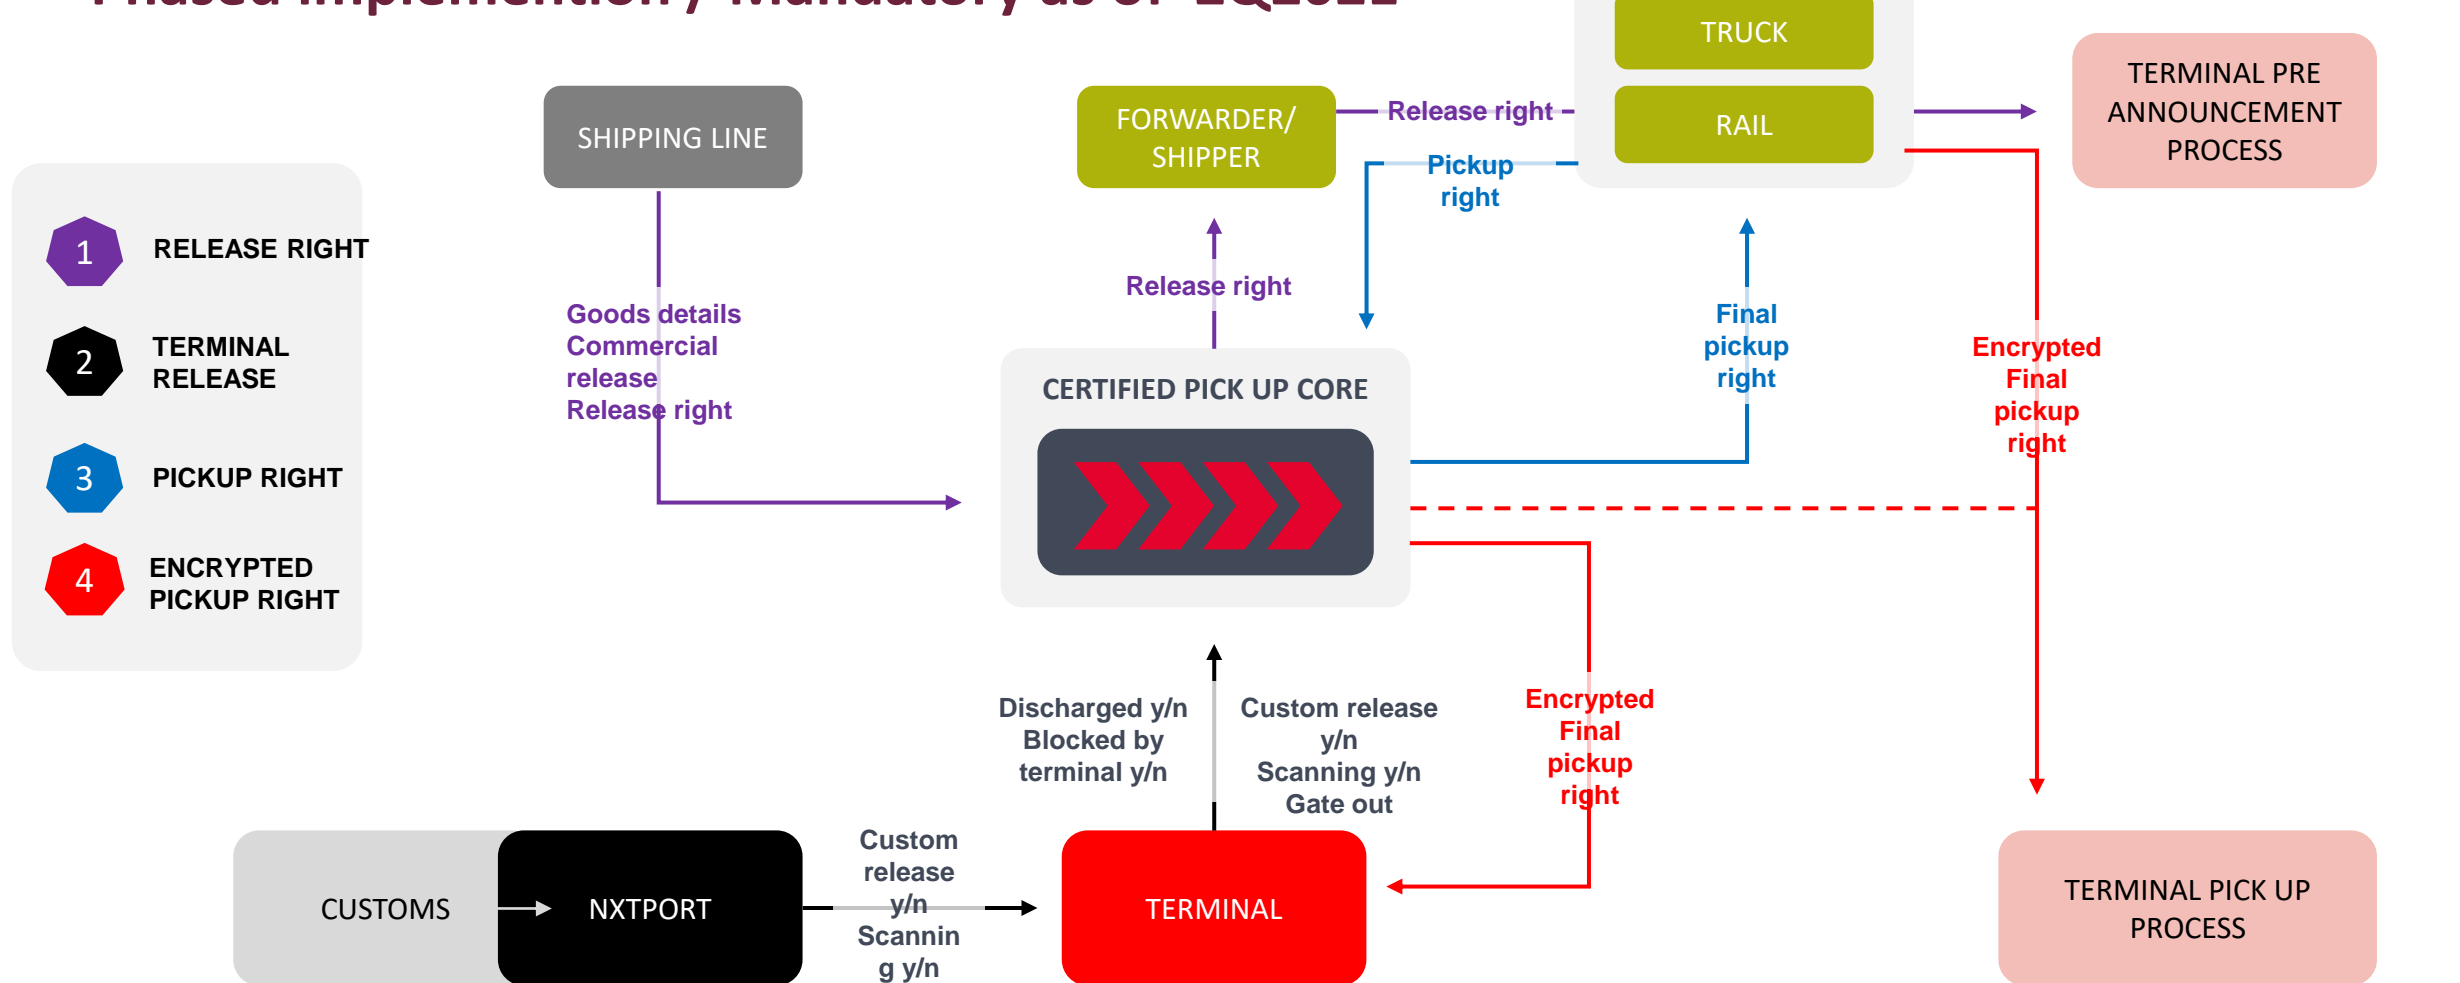 TRUCK
TERMINAL PRE
ANNOUNCEMENT
PROCESS
SHIPPING LINE
FORWARDER/
SHIPPER
Release right
RAIL
Pickup
right
1
RELEASE RIGHT
2
TERMINAL
RELEASE
3
PICKUP RIGHT
4
ENCRYPTED
PICKUP RIGHT
Goods details
Commercial
release
Release right
Release right
Final
pickup
right
Encrypted
Final
pickup
right
CERTIFIED PICK UP CORE
Discharged y/n
Blocked by
terminal y/n
Custom release
y/n
Scanning y/n
Gate out
Encrypted
Final
pickup
right
CUSTOMS
NXTPORT
Custom
release
y/n
Scannin
g y/n
TERMINAL
TERMINAL PICK UP
PROCESS